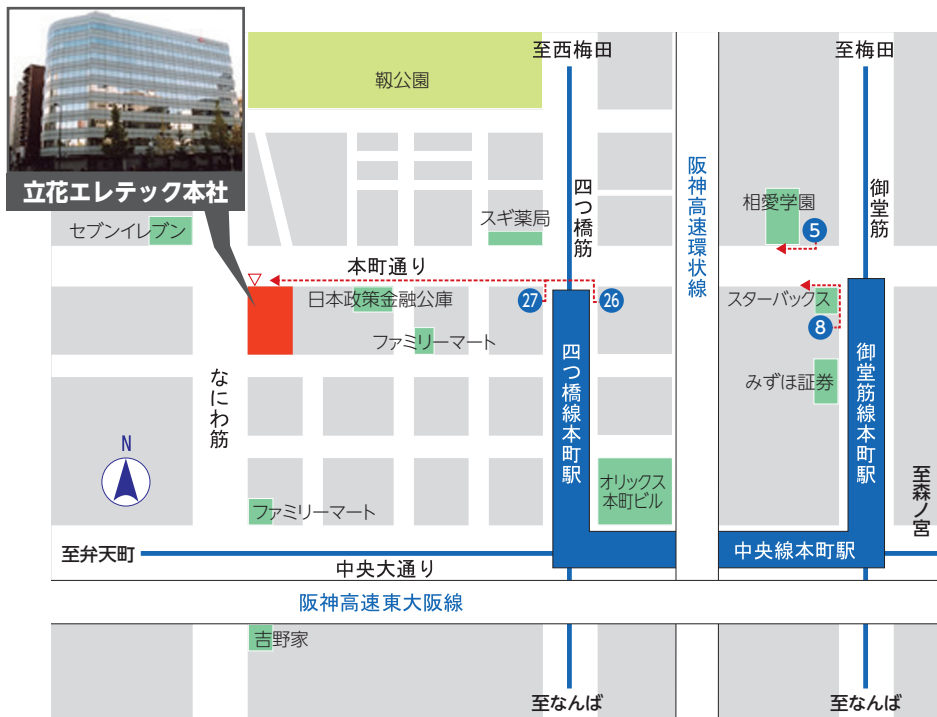 至西梅田
至梅田
靱公園
立花エレテック本社
四つ橋筋
阪神高速環状線
御堂筋
相愛学園
5
セブンイレブン
スギ薬局
本町通り
日本政策金融公庫
27
26
スターバックス
8
ファミリーマート
なにわ筋
四つ橋線本町駅
みずほ証券
御堂筋線本町駅
N
オリックス
本町ビル
至森ノ宮
ファミリーマート
至弁天町
中央大通り
中央線本町駅
阪神高速東大阪線
吉野家
至なんば
至なんば